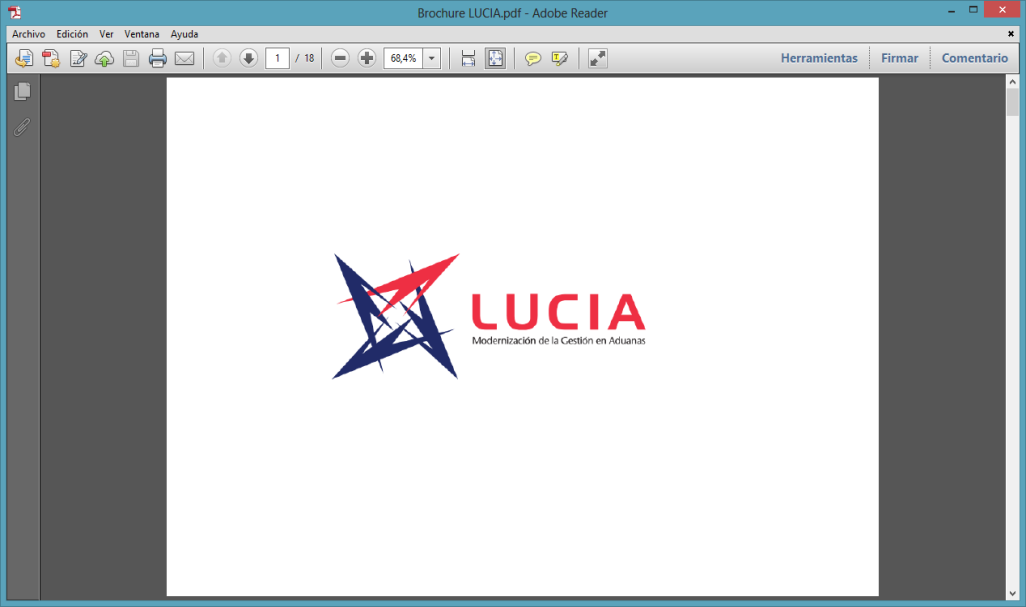 Brochure LUCIA.pdf - Adobe Reader
Archivo Edición Ver Ventana Ayuda
1 / 18 68,4% Herramientas Firmar Comentario
LUCIA
Modernización de la Gestión en Aduanas